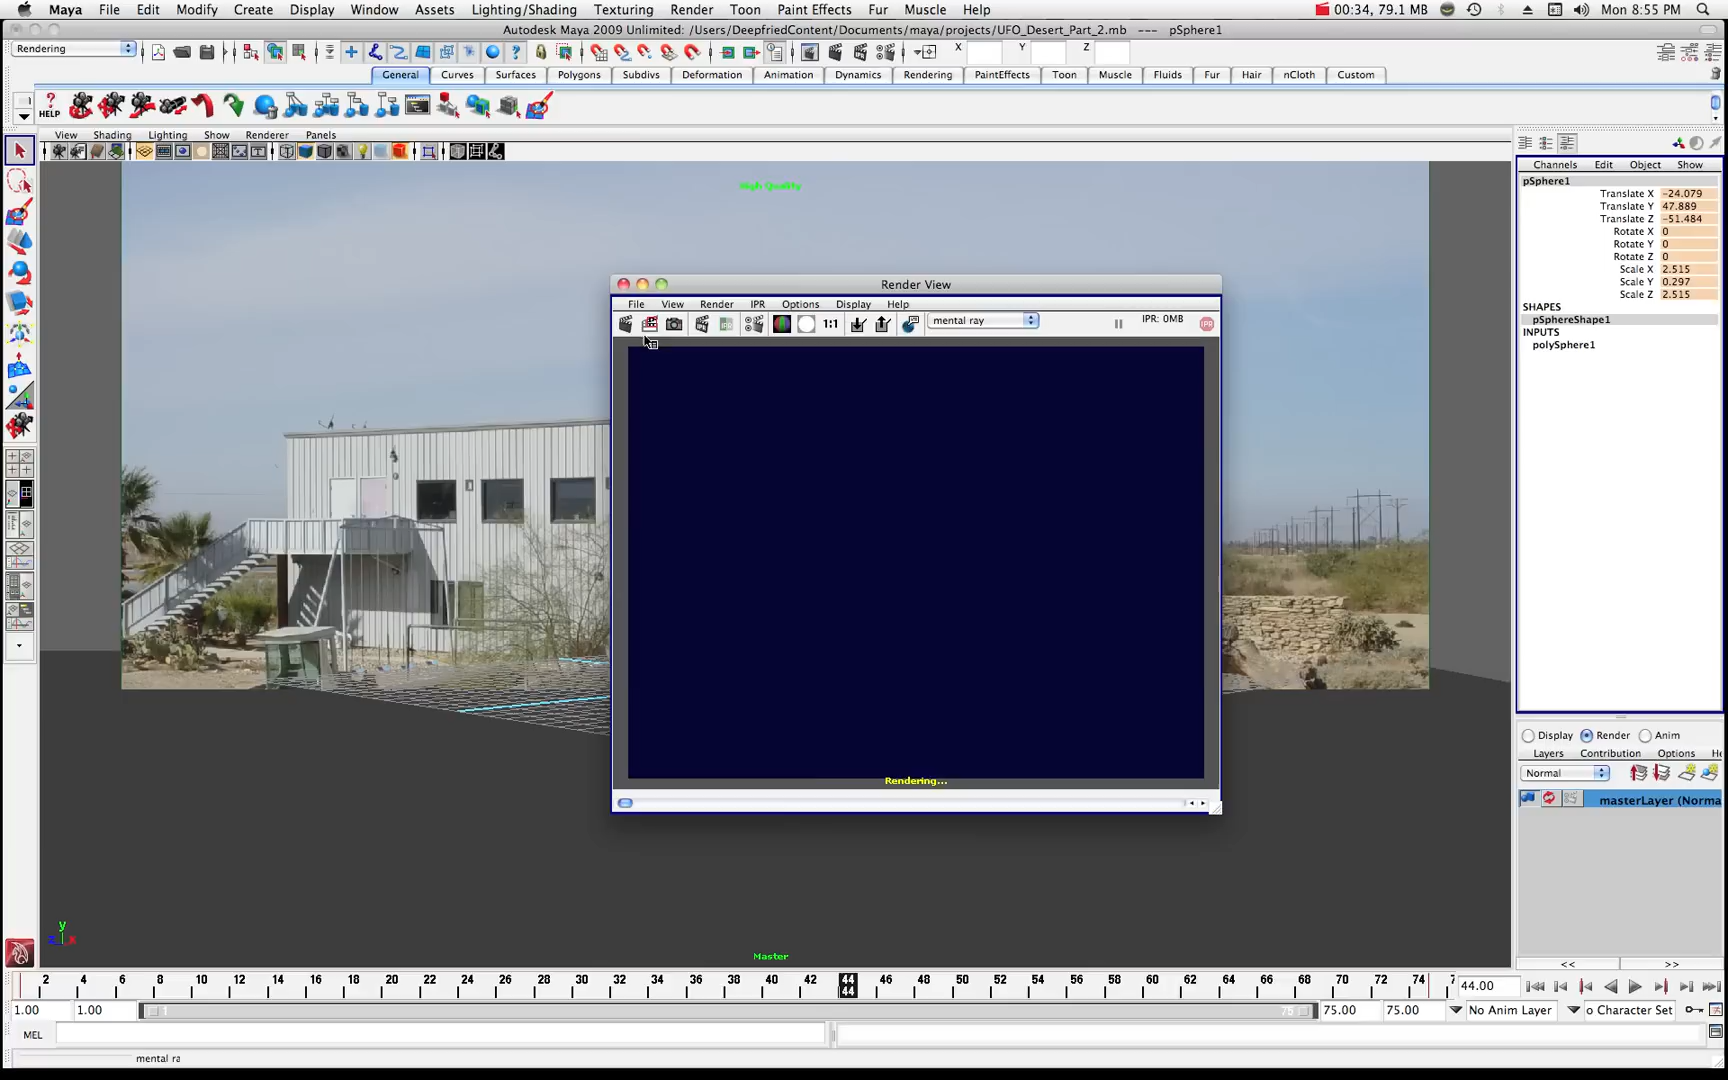 Maya File Edit Modify Create Display Window Assets Lighting/Shading Texturing Render Toon Paint Effects Fur Muscle Help 00:34, 79.1 MB Mon 8:55 PM
Autodesk Maya 2009 Unlimited: /Users/DeepfriedContent/Documents/maya/projects/UFO_Desert_Part_2.mb --- pSphere1
Rendering X Y Z
General Curves Surfaces Polygons Subdivs Deformation Animation Dynamics Rendering PaintEffects Toon Muscle Fluids Fur Hair nCloth Custom
HELP
View Shading Lighting Show Renderer Panels
High Quality
Channels Edit Object Show
pSphere1
Translate X -24.079
Translate Y 47.889
Translate Z -51.484
Rotate X 0
Rotate Y 0
Rotate Z 0
Scale X 2.515
Scale Y 0.297
Scale Z 2.515
SHAPES
pSphereShape1
INPUTS
polySphere1
Render View
File View Render IPR Options Display Help
IPR 1:1 mental ray IPR: 0MB IPR
Rendering...
Display Render Anim
Layers Contribution Options H
Normal
masterLayer (Norma
<< >>
y
z x
Master
2 4 6 8 10 12 14 16 18 20 22 24 26 28 30 32 34 36 38 40 42 44 46 48 50 52 54 56 58 60 62 64 66 68 70 72 74 7
44
44.00
1.00 1.00 1 75 75.00 75.00 No Anim Layer o Character Set
MEL
mental ra